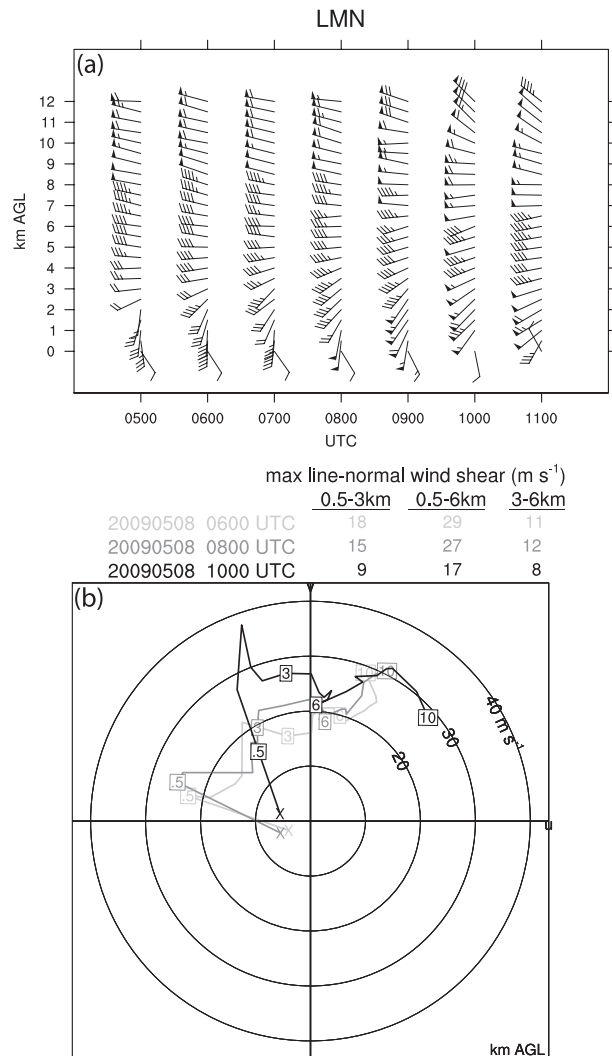 LMN
(a)
12
11
10
9
8
7
6
5
4
3
2
1
0
km AGL
0500 0600 0700 0800 0900 1000 1100
UTC
max line-normal wind shear (m s⁻¹)
0.5-3km 0.5-6km 3-6km
20090508 0600 UTC 18 29 11
20090508 0800 UTC 15 27 12
20090508 1000 UTC 9 17 8
(b)
v
3
10
10
40 m s⁻¹
6
6
10
3
3
30
.5
20
.5
.5
X
X
u
km AGL